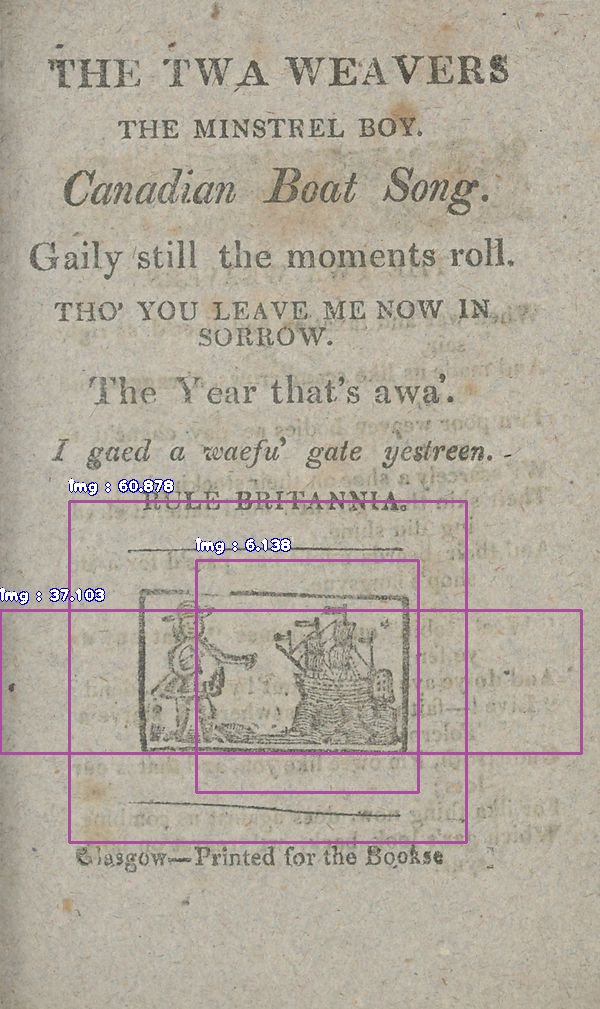 THE TWA WEAVERS
THE MINSTREL BOY.
Canadian Boat Song.
Gaily still the moments roll.
THO' YOU LEAVE ME NOW IN
SORROW.
The Year that's awa'.
I gaed a waefu' gate yestreen. -
img : 60.878
RULE BRITANNIA.
img : 6.138
img : 37.103
Glasgow—Printed for the Bookse